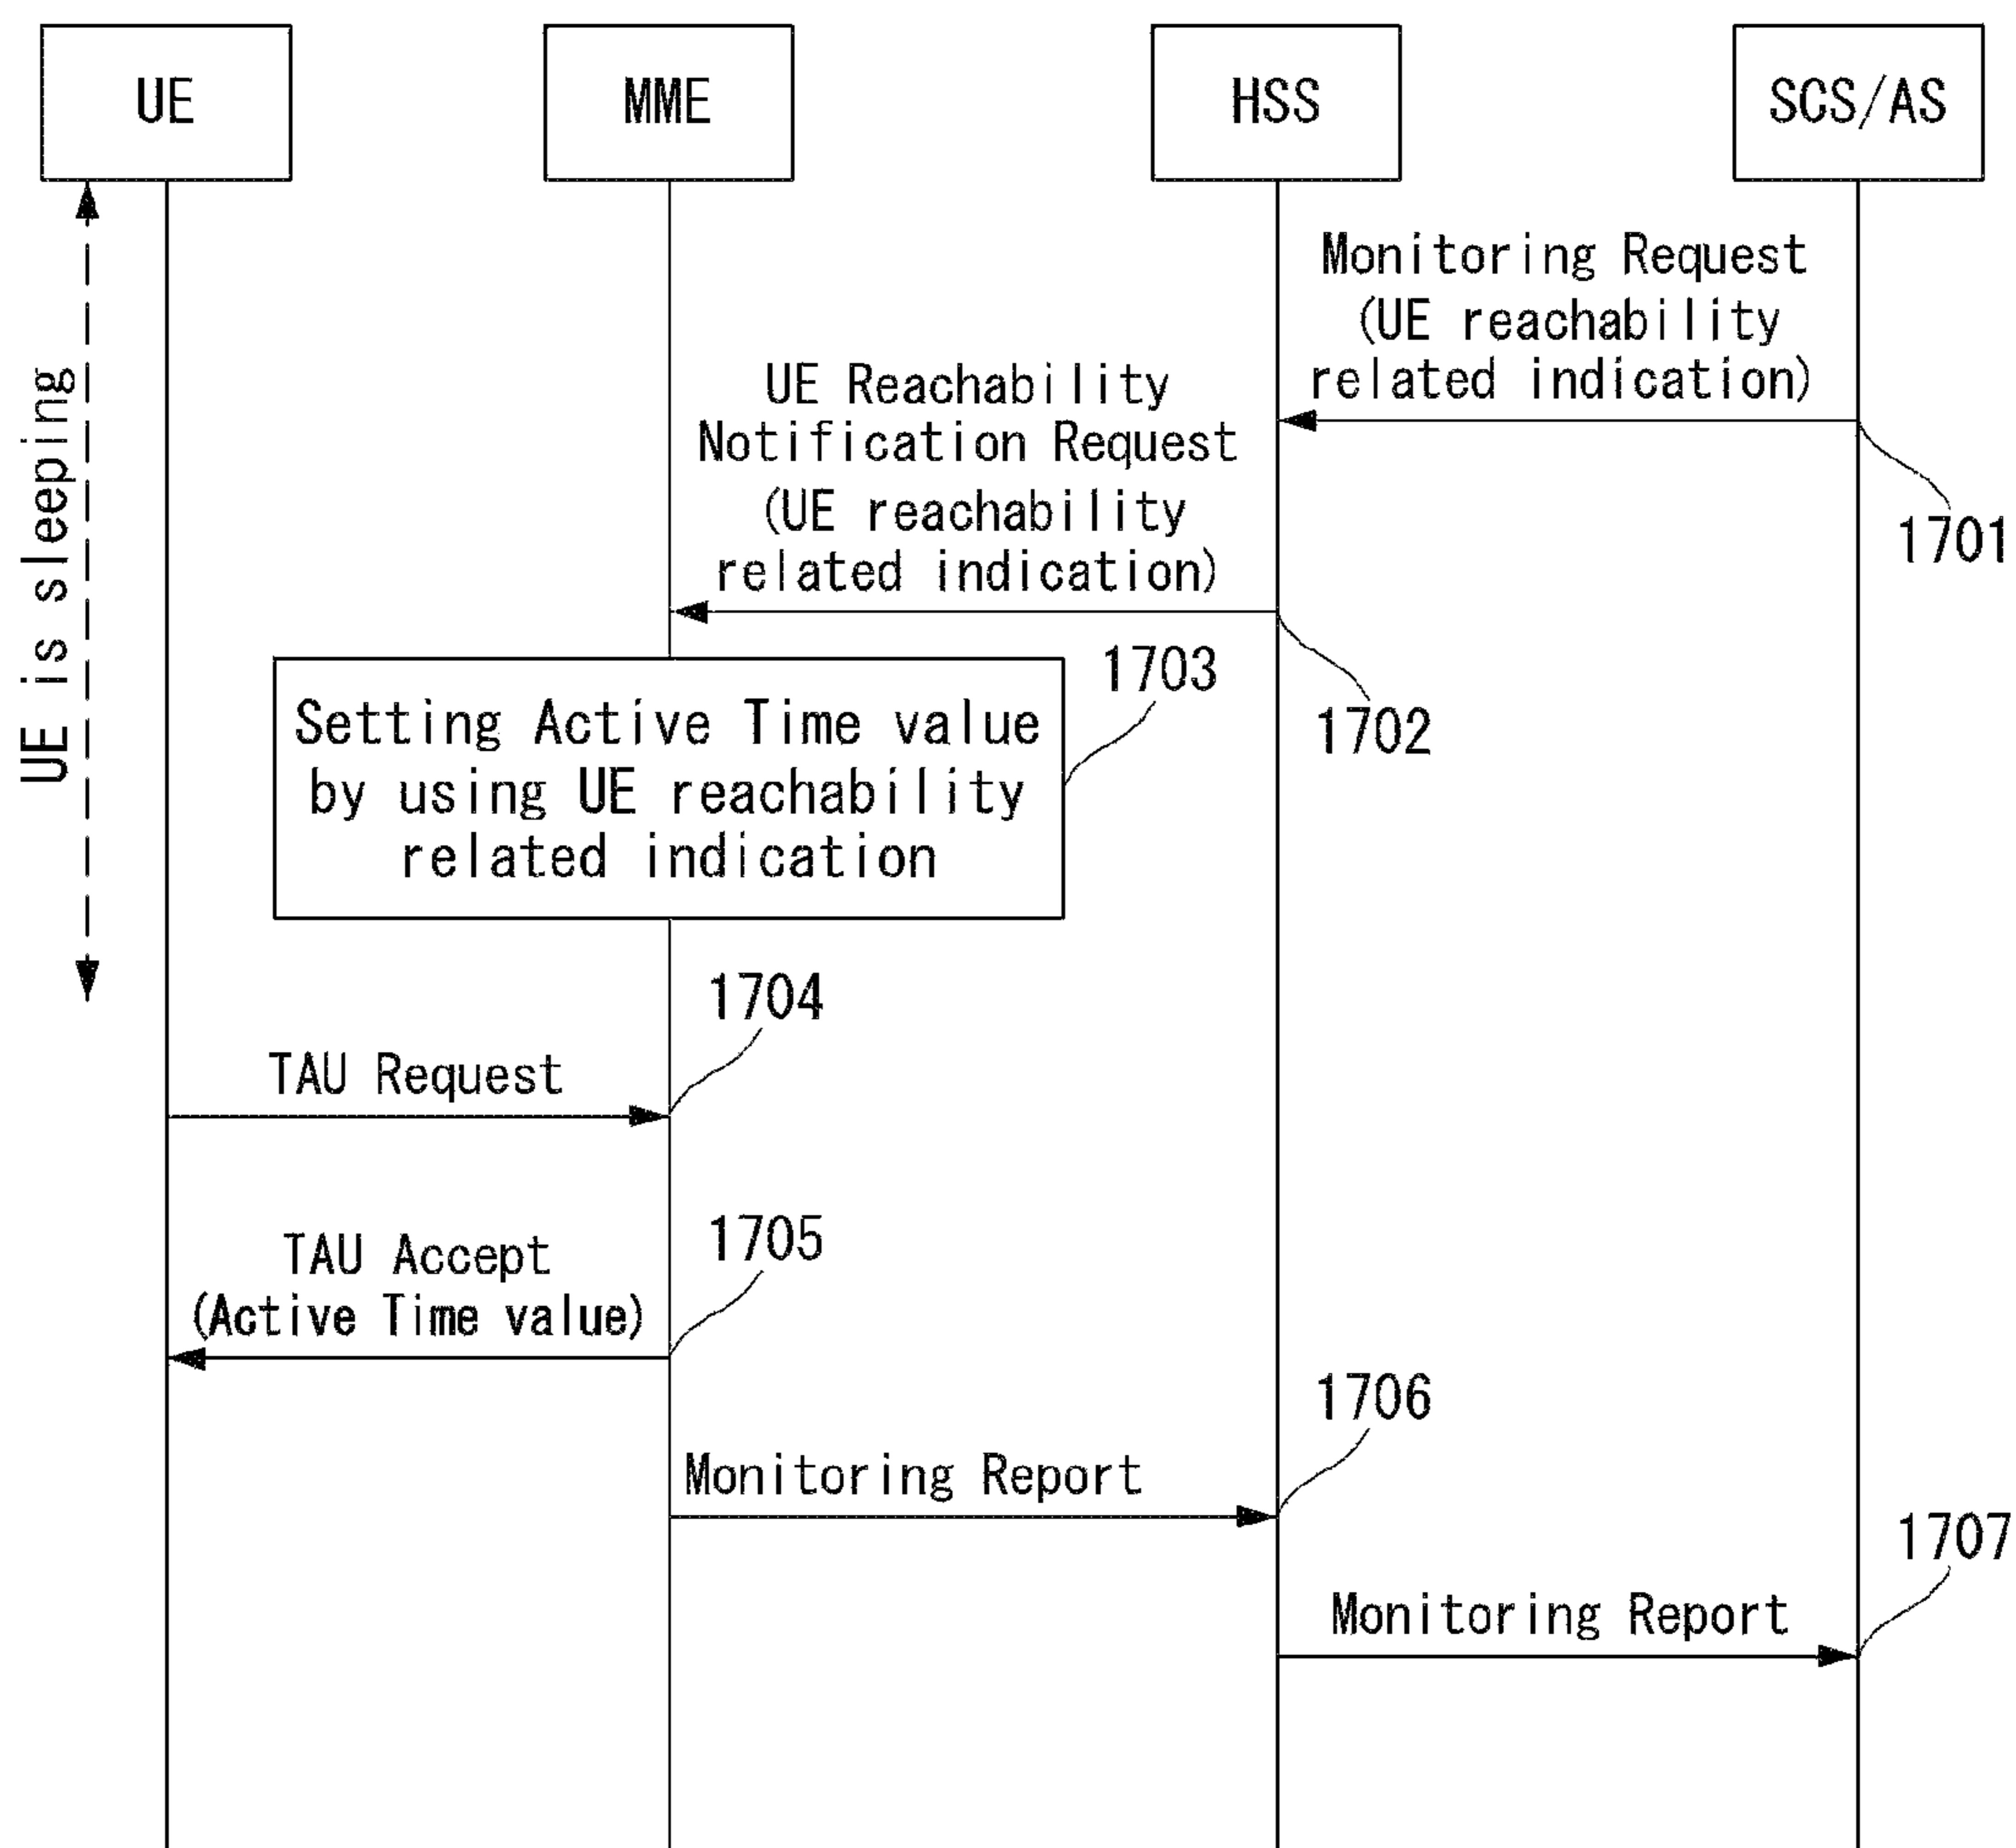 UE
MME
HSS
SCS/AS
UE is sleeping
Monitoring Request
(UE reachability
related indication)
1701
UE Reachability
Notification Request
(UE reachability
related indication)
1702
1703
Setting Active Time value
by using UE reachability
related indication
1704
TAU Request
1705
TAU Accept
(Active Time value)
1706
Monitoring Report
1707
Monitoring Report